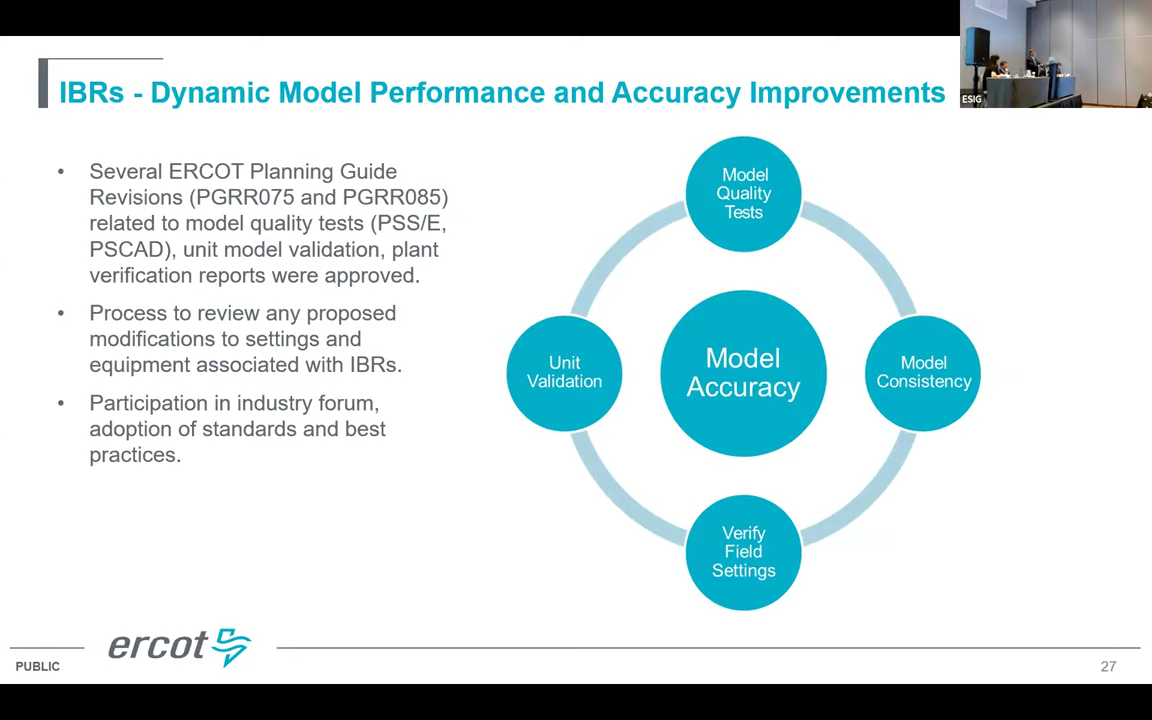 IBRs - Dynamic Model Performance and Accuracy Improvements
ESIG
• Several ERCOT Planning Guide
Revisions (PGRR075 and PGRR085)
related to model quality tests (PSS/E,
PSCAD), unit model validation, plant
verification reports were approved.
• Process to review any proposed
modifications to settings and
equipment associated with IBRs.
• Participation in industry forum,
adoption of standards and best
practices.
Model
Quality
Tests
Unit
Validation
Model
Accuracy
Model
Consistency
Verify
Field
Settings
ercot
PUBLIC
27